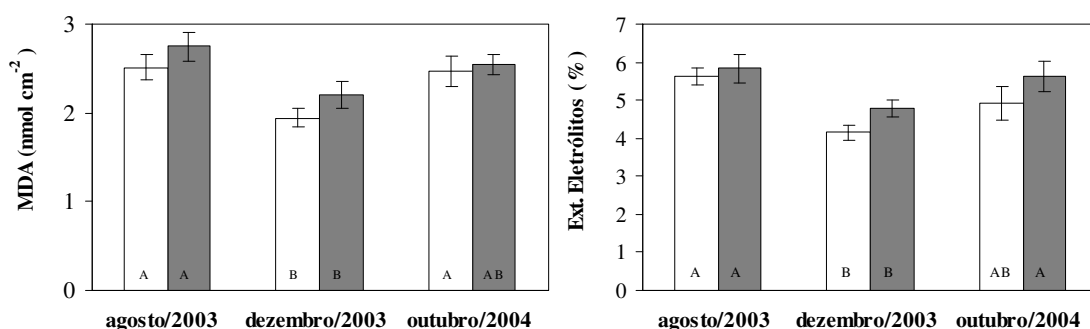 MDA (nmol cm⁻²)
3
2
1
0
A A B B A AB
agosto/2003 dezembro/2003 outubro/2004
Ext. Eletrólitos (%)
7
6
5
4
3
2
1
0
A A B B AB A
agosto/2003 dezembro/2003 outubro/2004